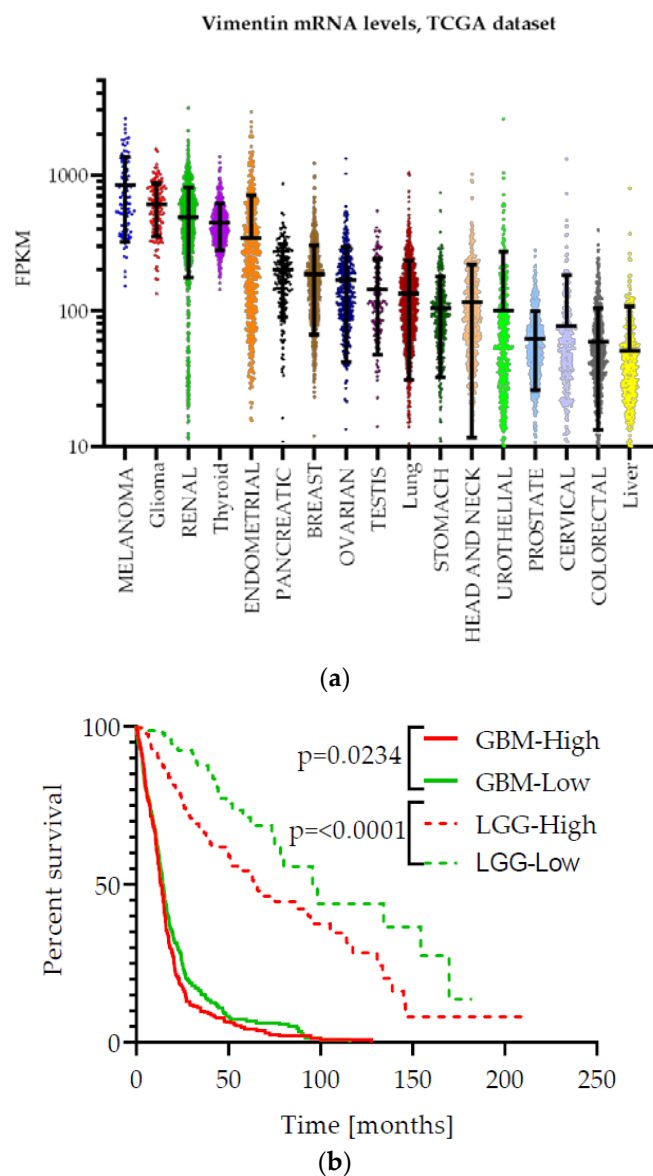 Vimentin mRNA levels, TCGA dataset
FPKM
1000
100
10
MELANOMA
Glioma
RENAL
Thyroid
ENDOMETRIAL
PANCREATIC
BREAST
OVARIAN
TESTIS
Lung
STOMACH
HEAD AND NECK
UROTHELIAL
PROSTATE
CERVICAL
COLORECTAL
Liver
(a)
Percent survival
100
50
0
p=0.0234
GBM-High
GBM-Low
p=<0.0001
LGG-High
LGG-Low
0 50 100 150 200 250
Time [months]
(b)